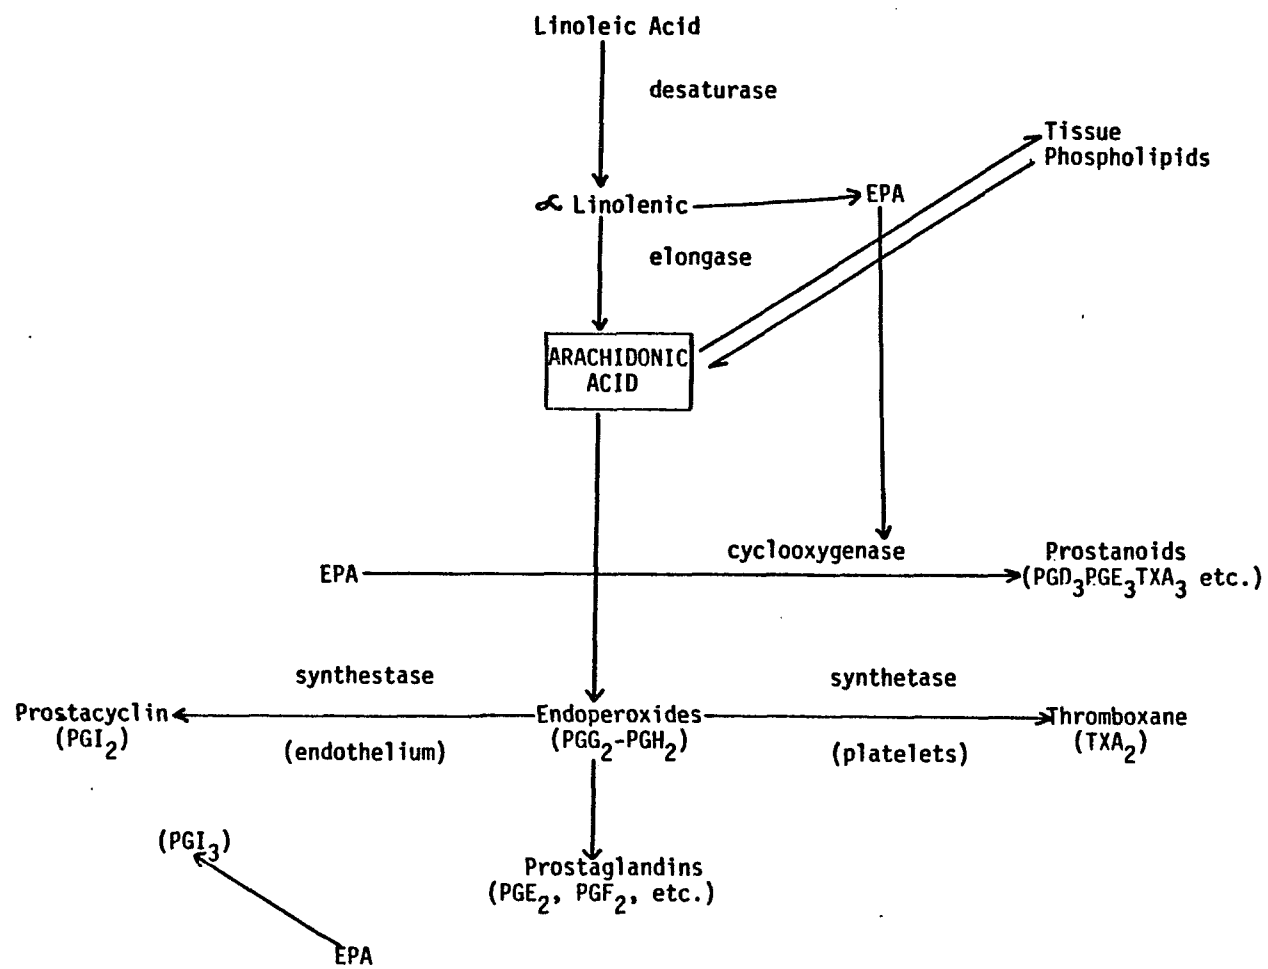 Linoleic Acid
desaturase
Tissue
Phospholipids
∝ Linolenic
EPA
elongase
ARACHIDONIC
ACID
cyclooxygenase
Prostanoids
EPA
(PGD₃PGE₃TXA₃ etc.)
synthestase
synthetase
Prostacyclin
Endoperoxides
Thromboxane
(PGI₂)
(endothelium)
(PGG₂-PGH₂)
(platelets)
(TXA₂)
(PGI₃)
Prostaglandins
(PGE₂, PGF₂, etc.)
EPA